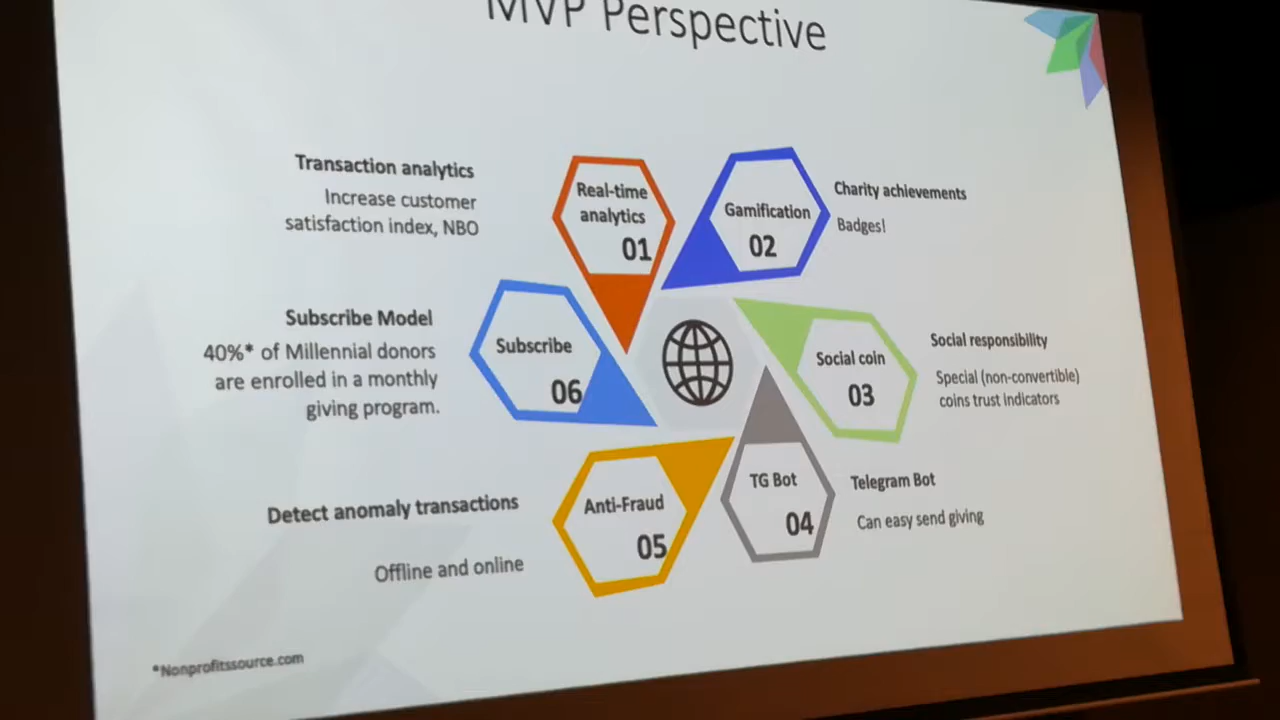 MVP Perspective
Transaction analytics
Increase customer
satisfaction index, NBO
Real-time
analytics
01
Gamification
02
Charity achievements
Badges!
Subscribe Model
40%* of Millennial donors
are enrolled in a monthly
giving program.
Subscribe
06
Social coin
03
Social responsibility
Special (non-convertible)
coins trust indicators
Detect anomaly transactions
Offline and online
Anti-Fraud
05
TG Bot
04
Telegram Bot
Can easy send giving
*Nonprofitssource.com